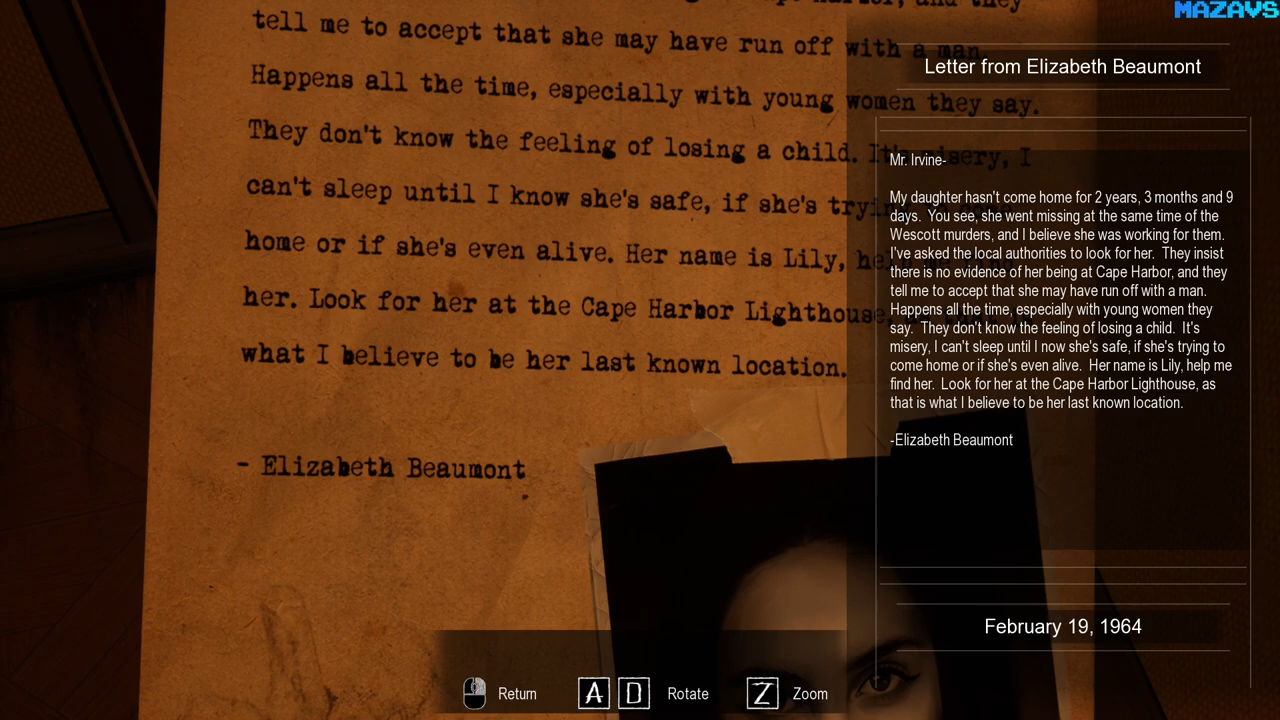 MAZAVS
tell me to accept that she may have run off with a man.
Happens all the time, especially with young women they say.
They don't know the feeling of losing a child. It's misery, I
can't sleep until I know she's safe, if she's trying to come
home or if she's even alive. Her name is Lily, help me find
her. Look for her at the Cape Harbor Lighthouse,
what I believe to be her last known location.
- Elizabeth Beaumont
Letter from Elizabeth Beaumont
Mr. Irvine-
My daughter hasn't come home for 2 years, 3 months and 9
days.  You see, she went missing at the same time of the
Wescott murders, and I believe she was working for them.
I've asked the local authorities to look for her.  They insist
there is no evidence of her being at Cape Harbor, and they
tell me to accept that she may have run off with a man.
Happens all the time, especially with young women they
say.  They don't know the feeling of losing a child.  It's
misery, I can't sleep until I now she's safe, if she's trying to
come home or if she's even alive.  Her name is Lily, help me
find her.  Look for her at the Cape Harbor Lighthouse, as
that is what I believe to be her last known location.
-Elizabeth Beaumont
February 19, 1964
Return
A D Rotate
Z Zoom